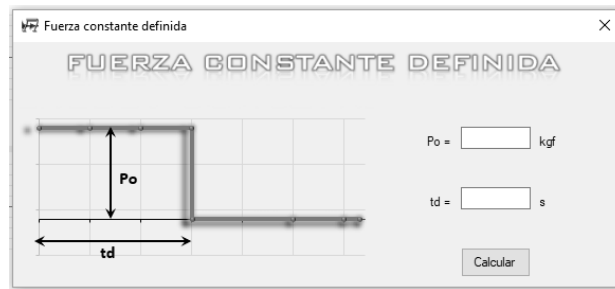 Fuerza constante definida
FUERZA CONSTANTE DEFINIDA
Po
td
Po = kgf
td = s
Calcular